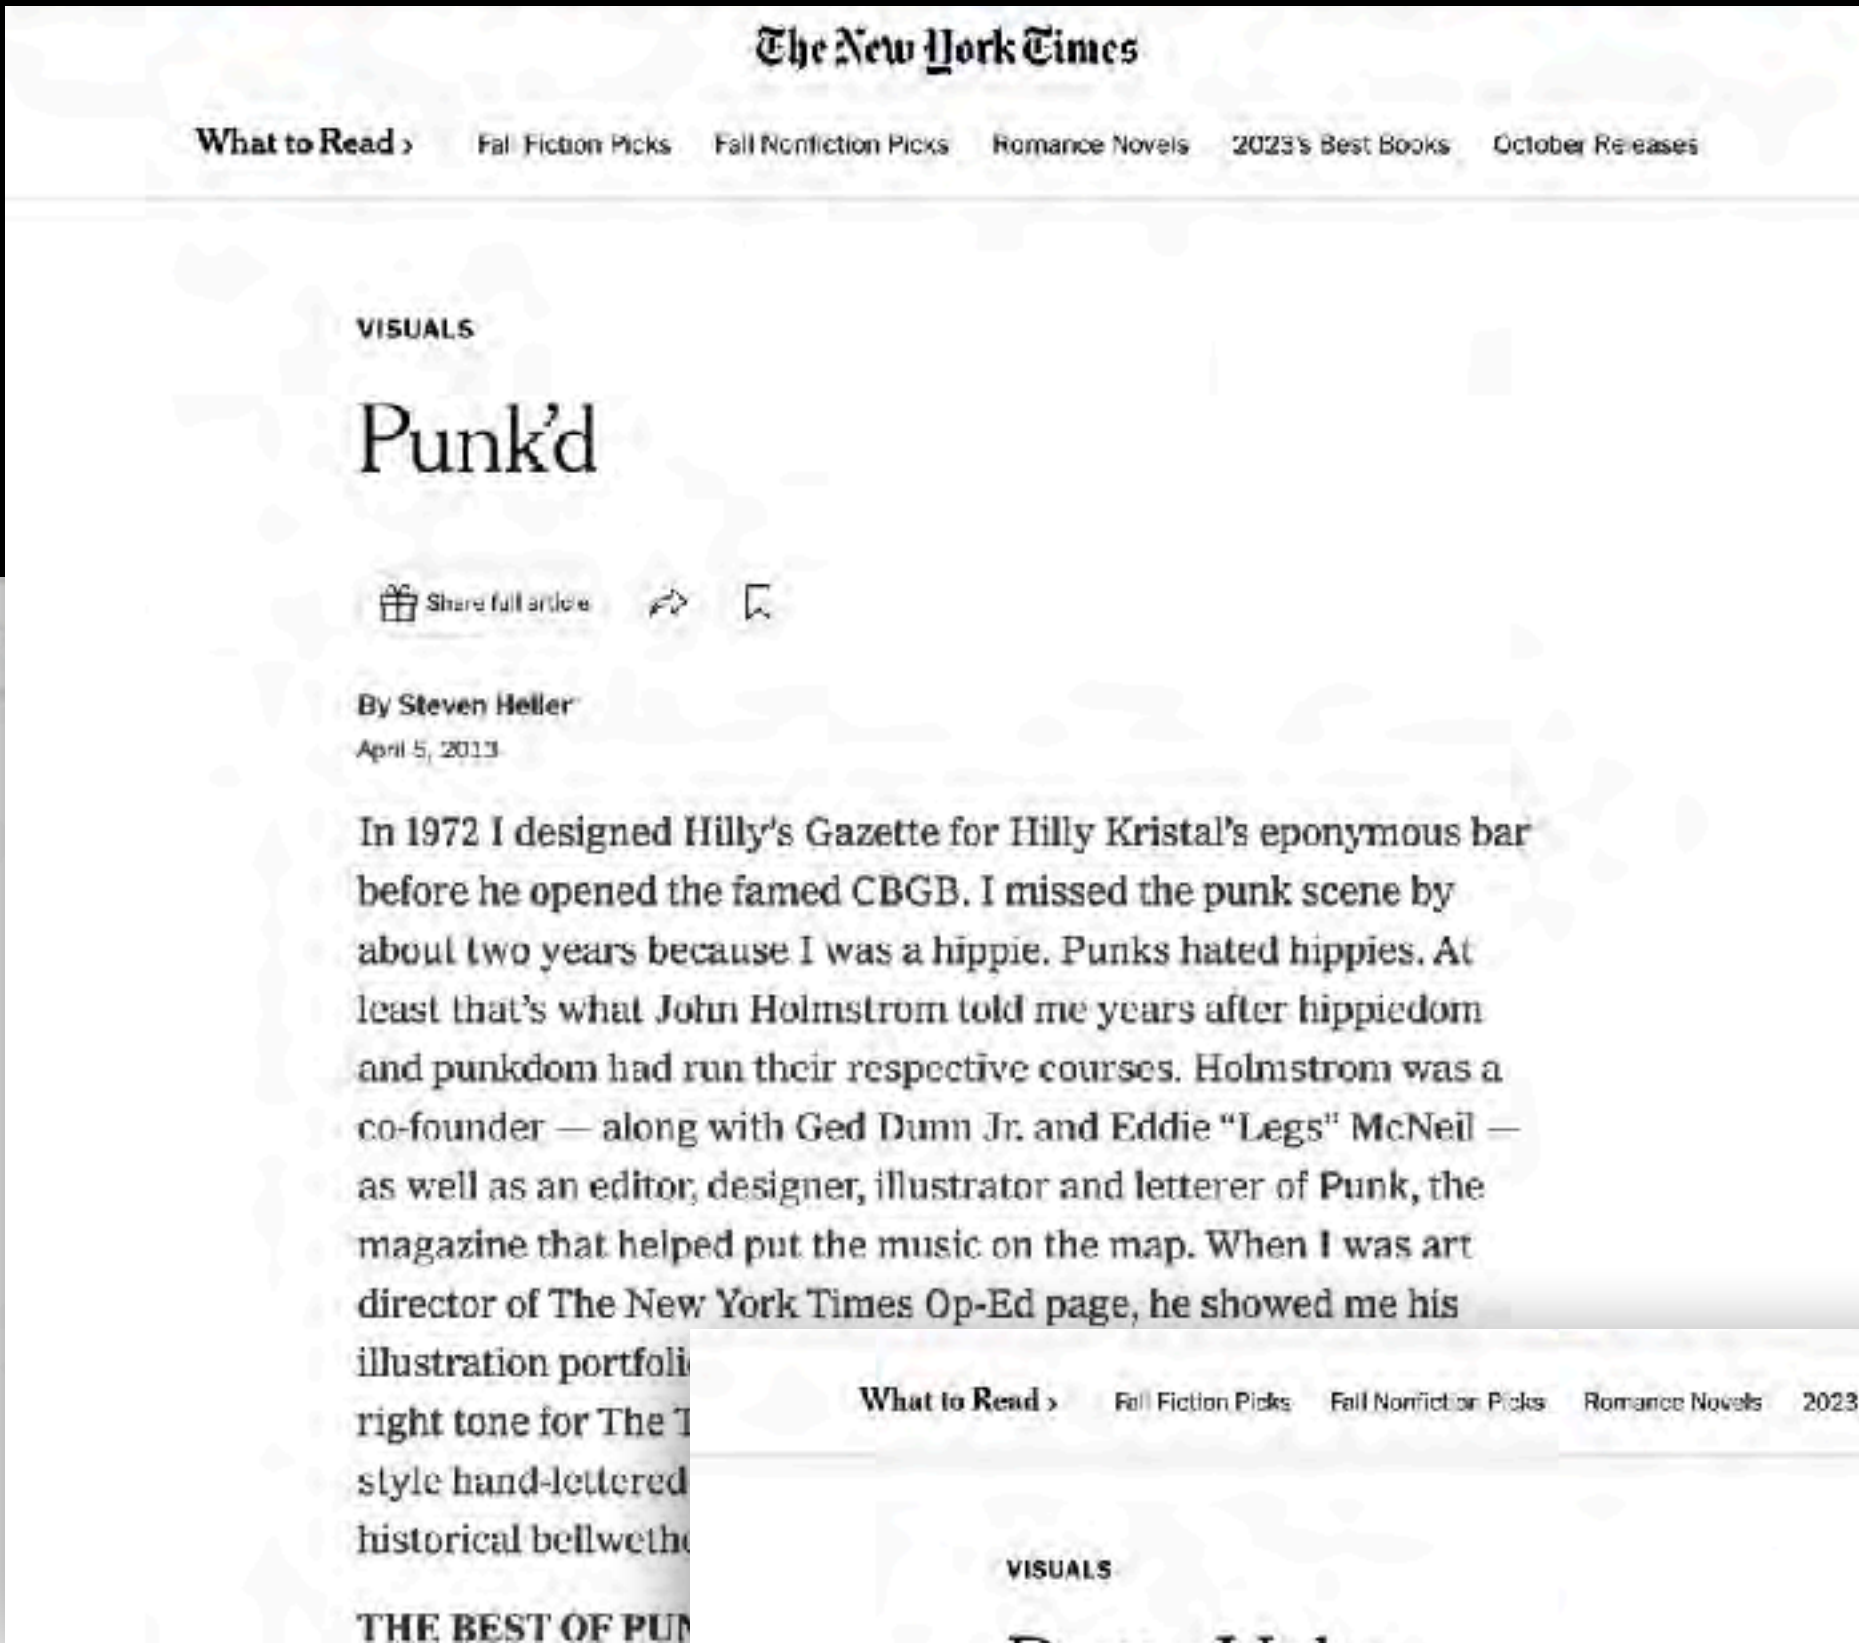 The New York Times
What to Read › Fall Fiction Picks Fall Nonfiction Picks Romance Novels 2023's Best Books October Releases
VISUALS
Punk'd
Share full article
By Steven Heller
April 5, 2013
In 1972 I designed Hilly's Gazette for Hilly Kristal's eponymous bar
before he opened the famed CBGB. I missed the punk scene by
about two years because I was a hippie. Punks hated hippies. At
least that's what John Holmstrom told me years after hippiedom
and punkdom had run their respective courses. Holmstrom was a
co-founder — along with Ged Dunn Jr. and Eddie “Legs” McNeil —
as well as an editor, designer, illustrator and letterer of Punk, the
magazine that helped put the music on the map. When I was art
director of The New York Times Op-Ed page, he showed me his
illustration
right tone for The
style hand-lettered
historical
THE BEST OF
What to Read › Fall Fiction Picks Fall Nonfiction Picks Romance Novels 2023
VISUALS